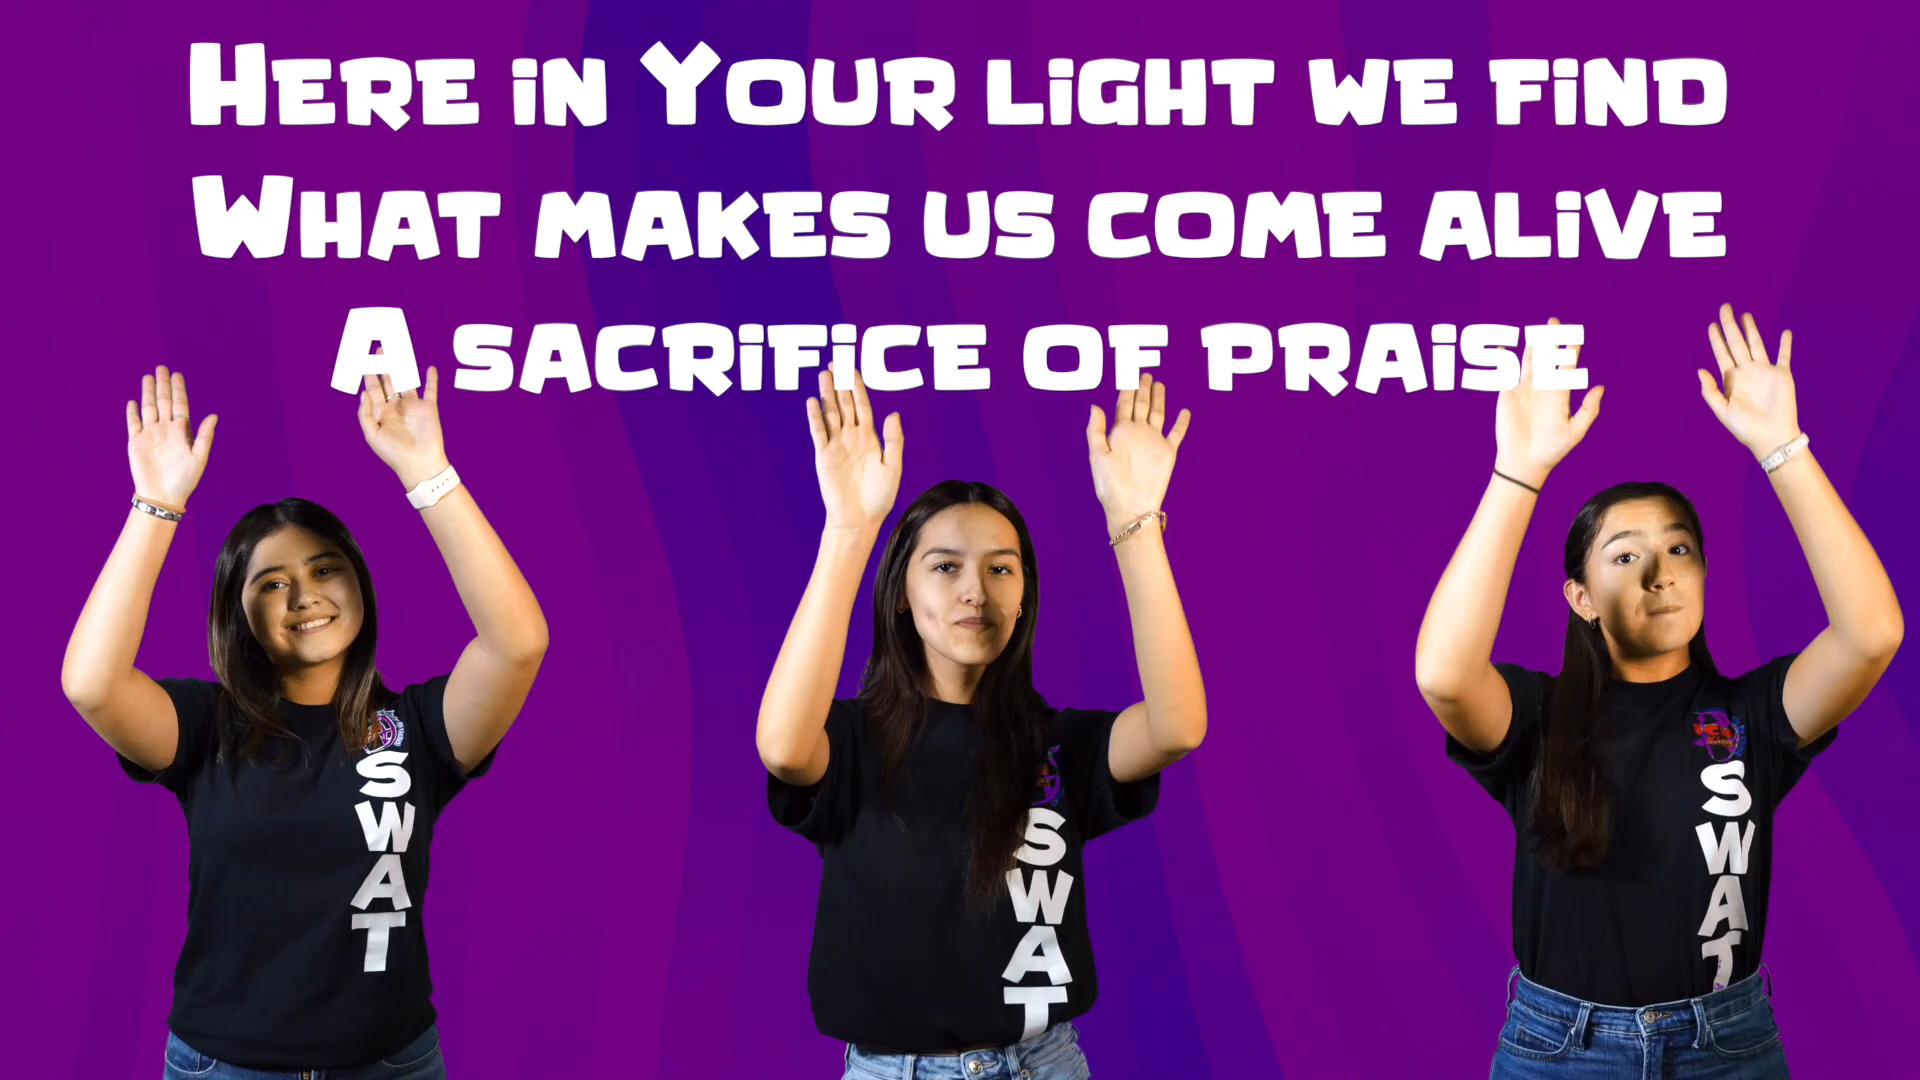 Here in Your light we find
What makes us come alive
A sacrifice of praise
SWAT
SWAT
SWAT